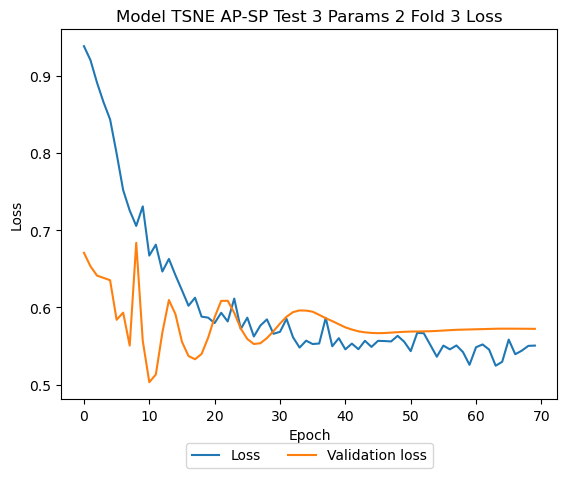 Model TSNE AP-SP Test 3 Params 2 Fold 3 Loss
Loss
0.9
0.8
0.7
0.6
0.5
0 10 20 30 40 50 60 70
Epoch
Loss Validation loss